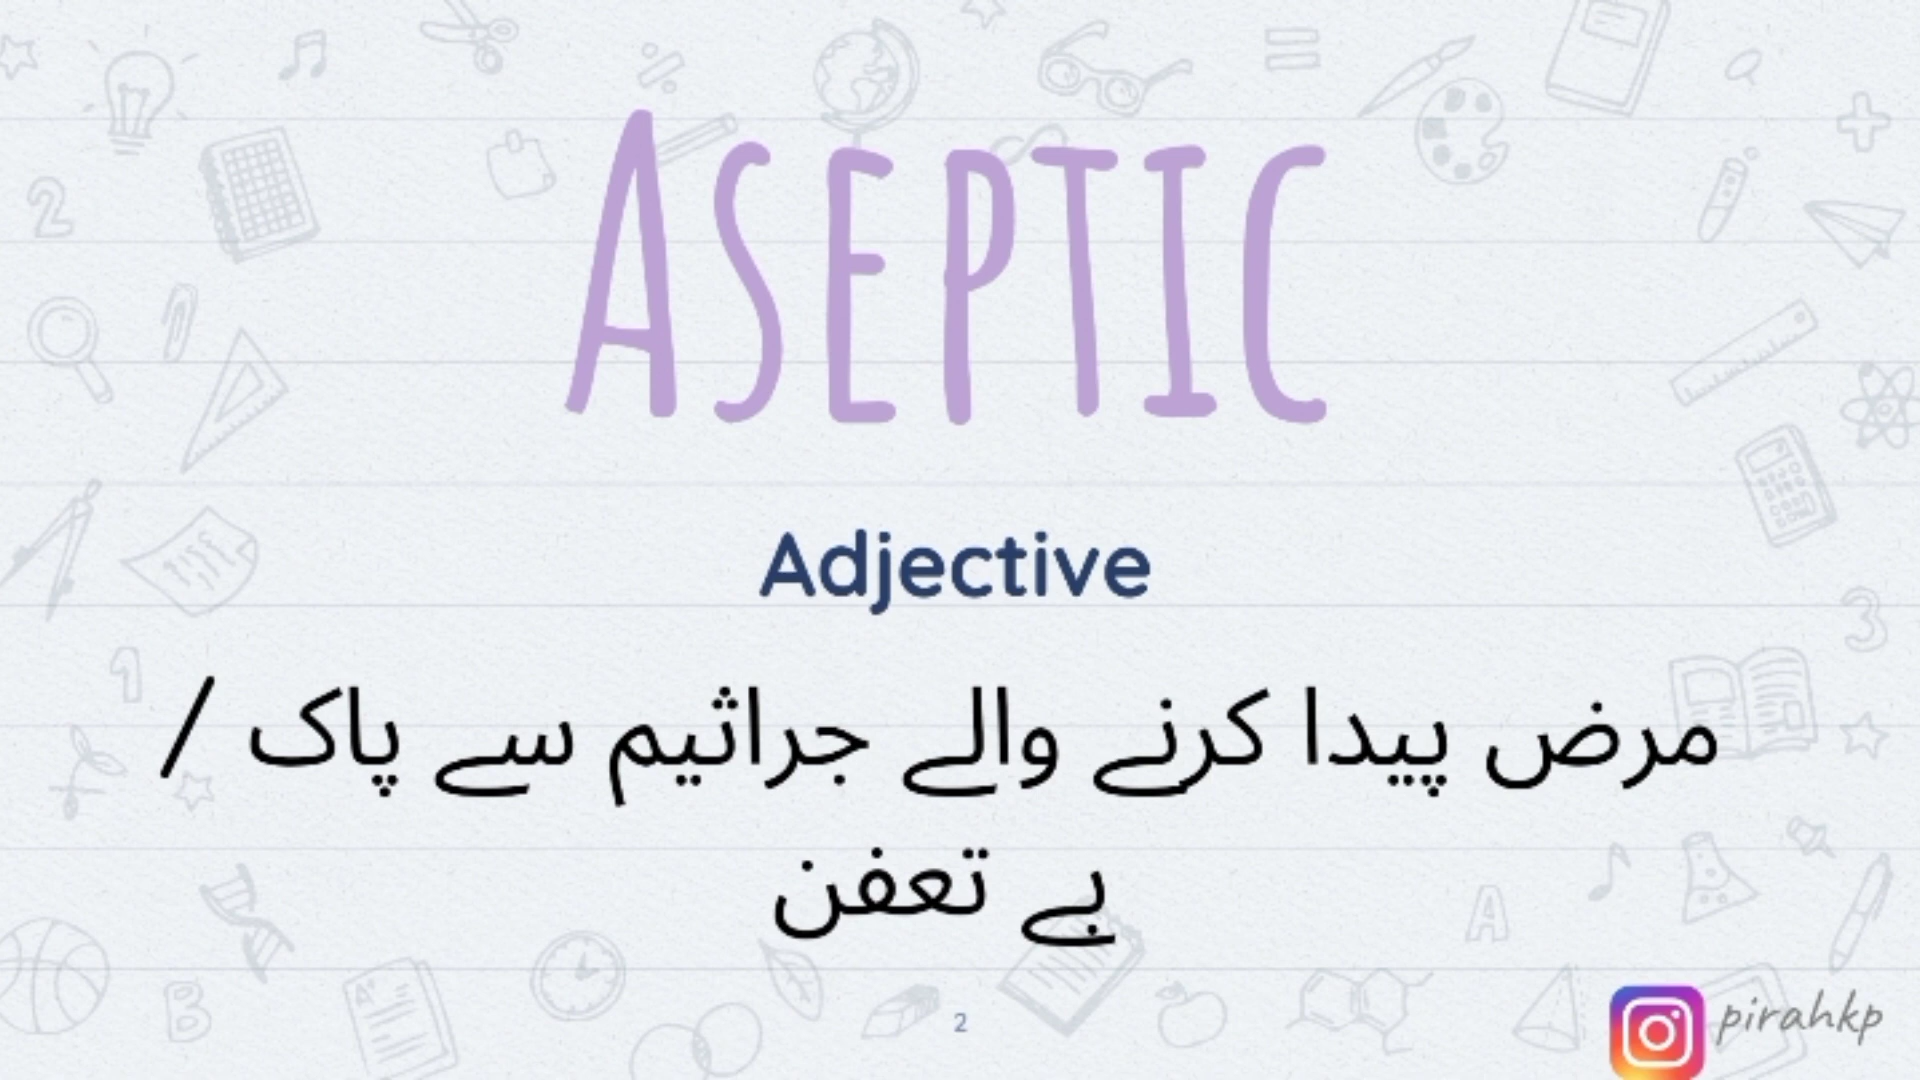 ASEPTIC
Adjective
مرض پیدا کرنے والے جراثیم سے پاک /
بے تعفن
2
pirahkp